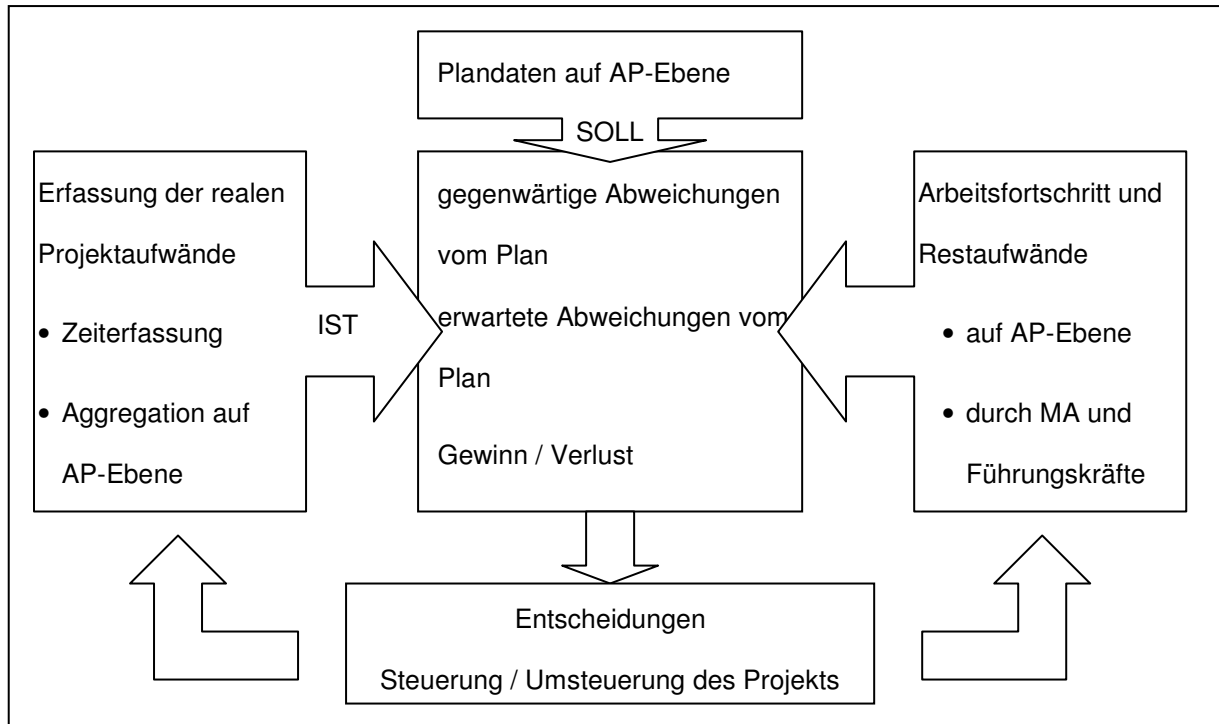 Plandaten auf AP-Ebene
SOLL
Erfassung der realen
Projektaufwände
• Zeiterfassung
• Aggregation auf
AP-Ebene
IST
gegenwärtige Abweichungen
vom Plan
erwartete Abweichungen vom
Plan
Gewinn / Verlust
Arbeitsfortschritt und
Restaufwände
• auf AP-Ebene
• durch MA und
Führungskräfte
Entscheidungen
Steuerung / Umsteuerung des Projekts